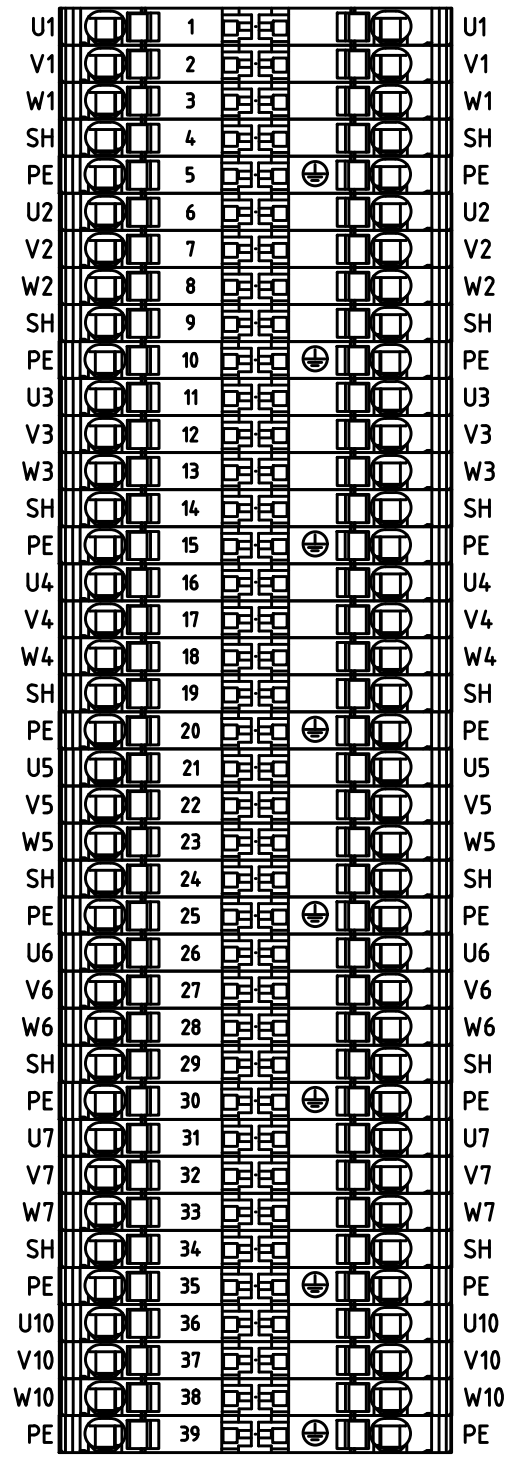 U1 1 U1
V1 2 V1
W1 3 W1
SH 4 SH
PE 5 PE
U2 6 U2
V2 7 V2
W2 8 W2
SH 9 SH
PE 10 PE
U3 11 U3
V3 12 V3
W3 13 W3
SH 14 SH
PE 15 PE
U4 16 U4
V4 17 V4
W4 18 W4
SH 19 SH
PE 20 PE
U5 21 U5
V5 22 V5
W5 23 W5
SH 24 SH
PE 25 PE
U6 26 U6
V6 27 V6
W6 28 W6
SH 29 SH
PE 30 PE
U7 31 U7
V7 32 V7
W7 33 W7
SH 34 SH
PE 35 PE
U10 36 U10
V10 37 V10
W10 38 W10
PE 39 PE